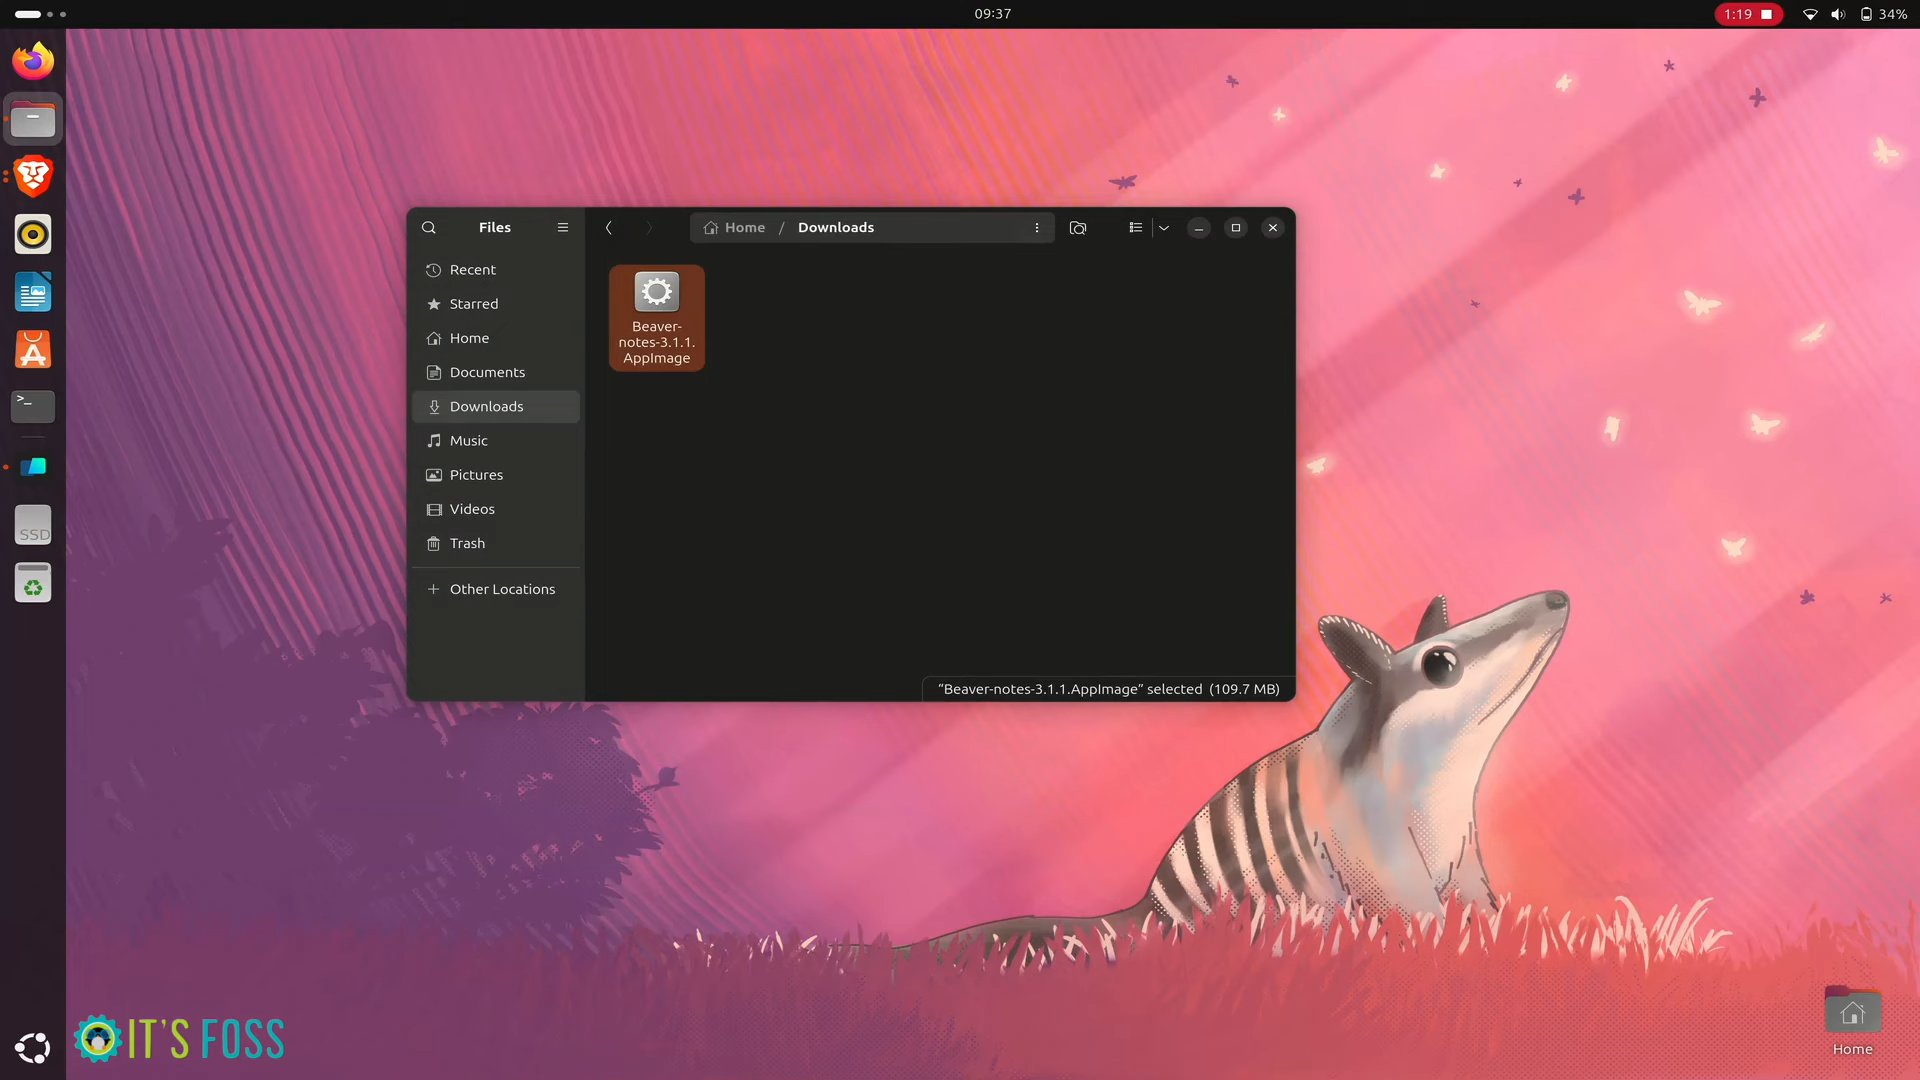 09:37
1:19
34%
Files
Home / Downloads
Recent
Starred
Home
Documents
Downloads
Music
Pictures
Videos
Trash
Other Locations
Beaver-
notes-3.1.1.
AppImage
“Beaver-notes-3.1.1.AppImage” selected (109.7 MB)
>_
SSD
IT'S FOSS
Home